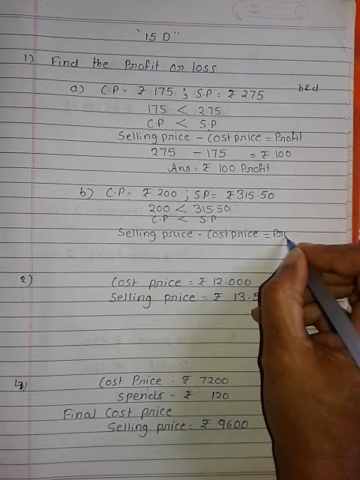 "15 D"
1) Find the Profit or loss
a) C.P = ₹ 175 ; S.P = ₹ 275
175 < 275
C.P < S.P
Selling price - Cost price = Profit
275 - 175 = ₹ 100
Ans = ₹ 100 Profit
b) C.P = ₹ 200 ; S.P = ₹ 315.50
200 < 315.50
C.P < S.P
Selling price - Cost price =
2) Cost price = ₹ 12.000
Selling price = ₹ 13.5
Cost Price - ₹ 7200
spends - ₹ 120
Final Cost price
Selling price = ₹ 9600